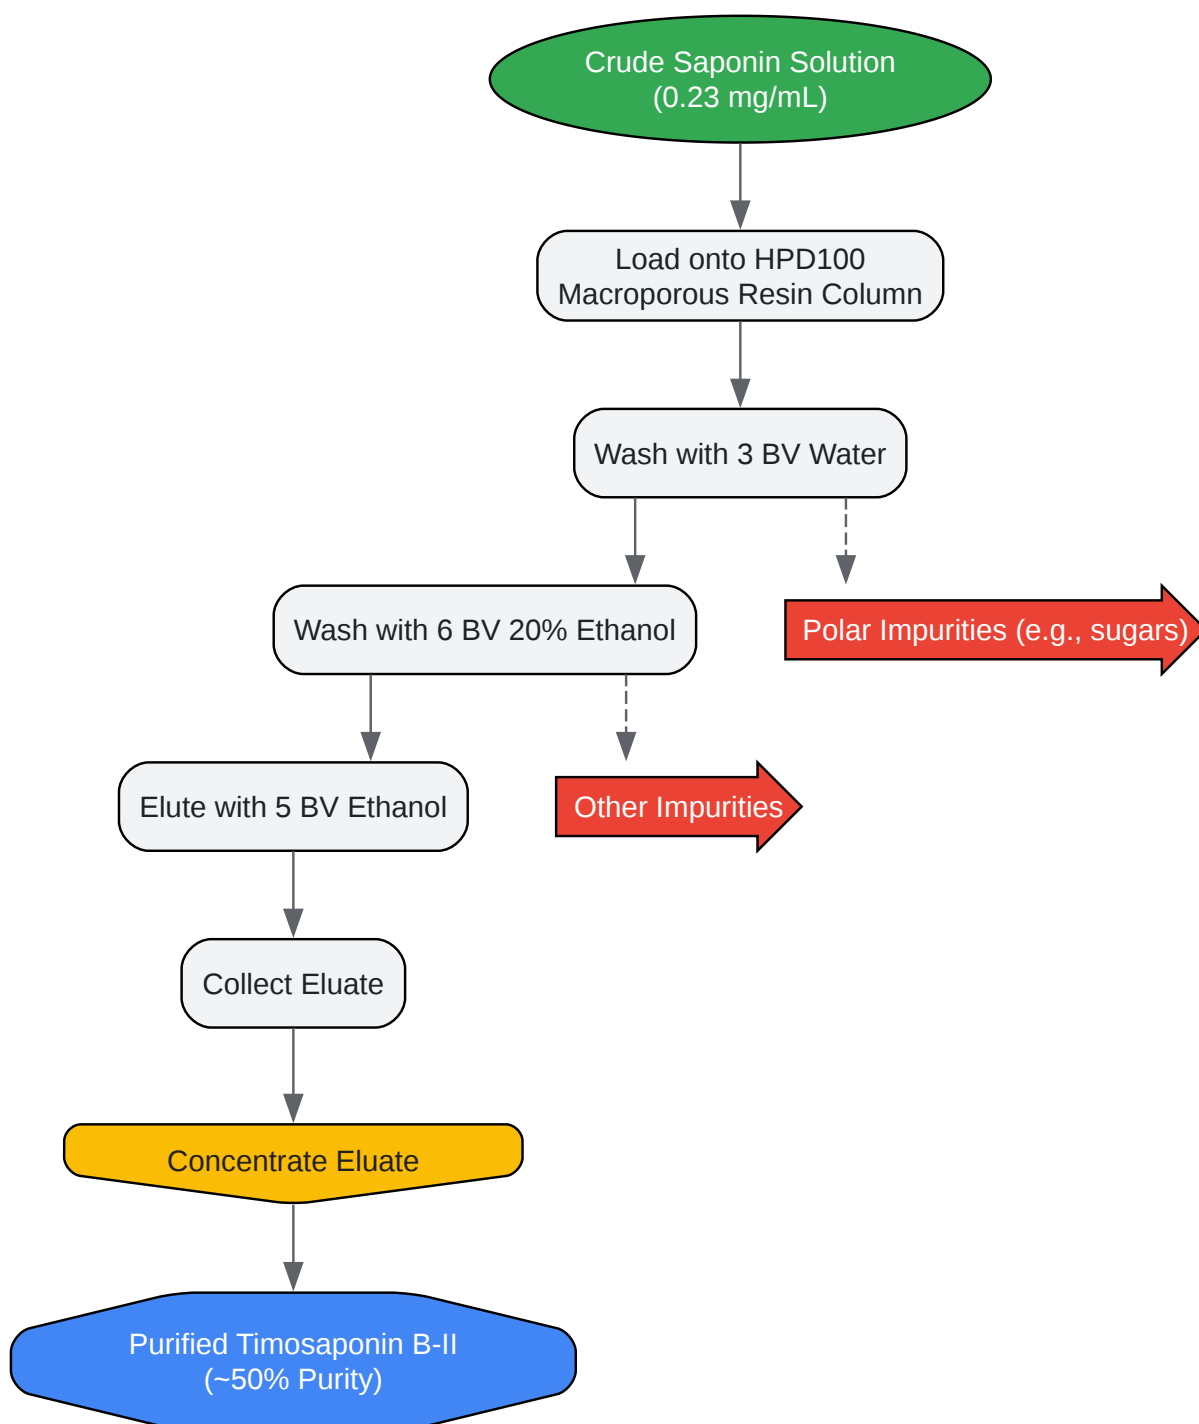 Crude Saponin Solution
(0.23 mg/mL)
Load onto HPD100
Macroporous Resin Column
Wash with 3 BV Water
Wash with 6 BV 20% Ethanol
Polar Impurities (e.g., sugars)
Elute with 5 BV Ethanol
Other Impurities
Collect Eluate
Concentrate Eluate
Purified Timosaponin B-II
(~50% Purity)